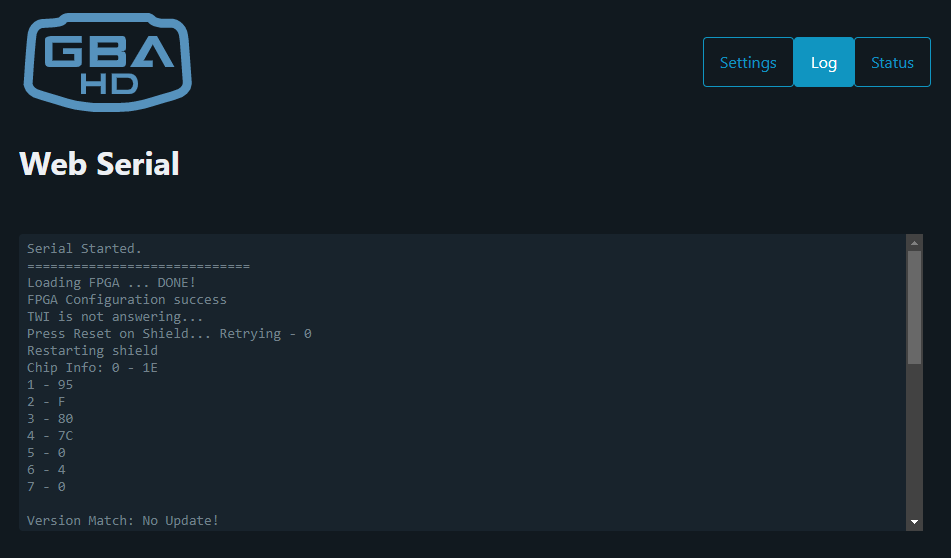 GBA
HD
Settings
Log
Status
Web Serial
Serial Started.
=============================
Loading FPGA ... DONE!
FPGA Configuration success
TWI is not answering...
Press Reset on Shield... Retrying - 0
Restarting shield
Chip Info: 0 - 1E
1 - 95
2 - F
3 - 80
4 - 7C
5 - 0
6 - 4
7 - 0
Version Match: No Update!